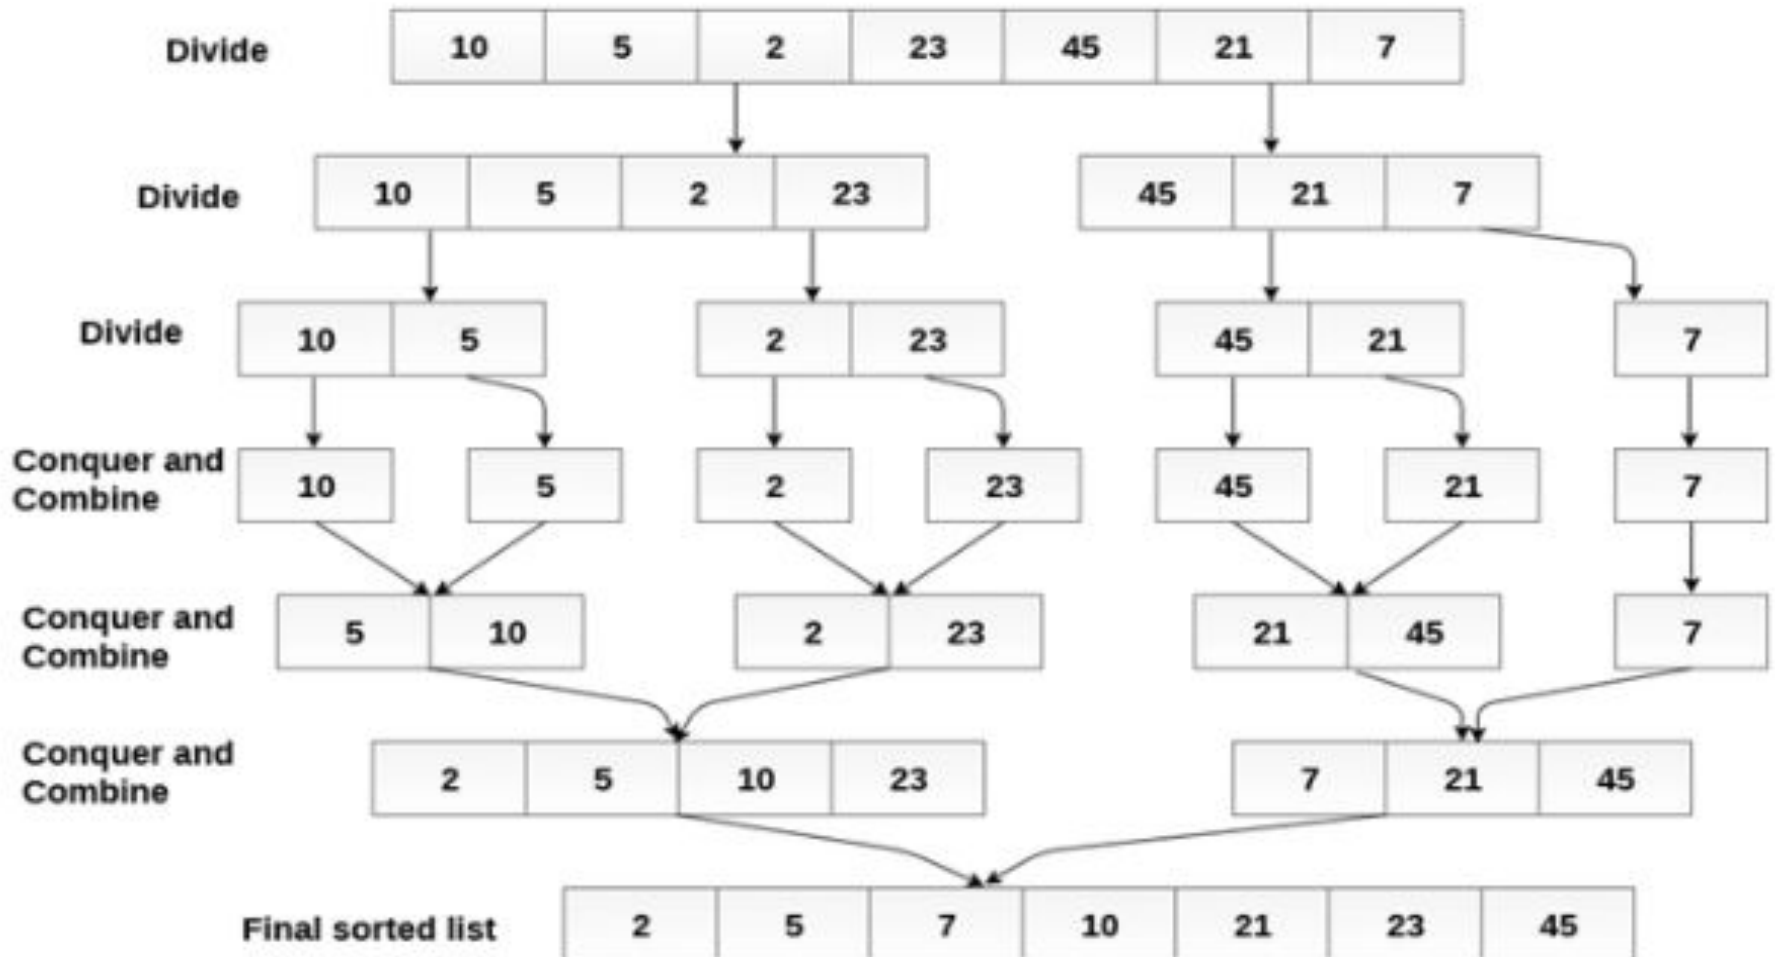 Divide 10 5 2 23 45 21 7
Divide 10 5 2 23 45 21 7
Divide 10 5 2 23 45 21 7
Conquer and
Combine
10 5 2 23 45 21 7
Conquer and
Combine
5 10 2 23 21 45 7
Conquer and
Combine
2 5 10 23 7 21 45
Final sorted list 2 5 7 10 21 23 45